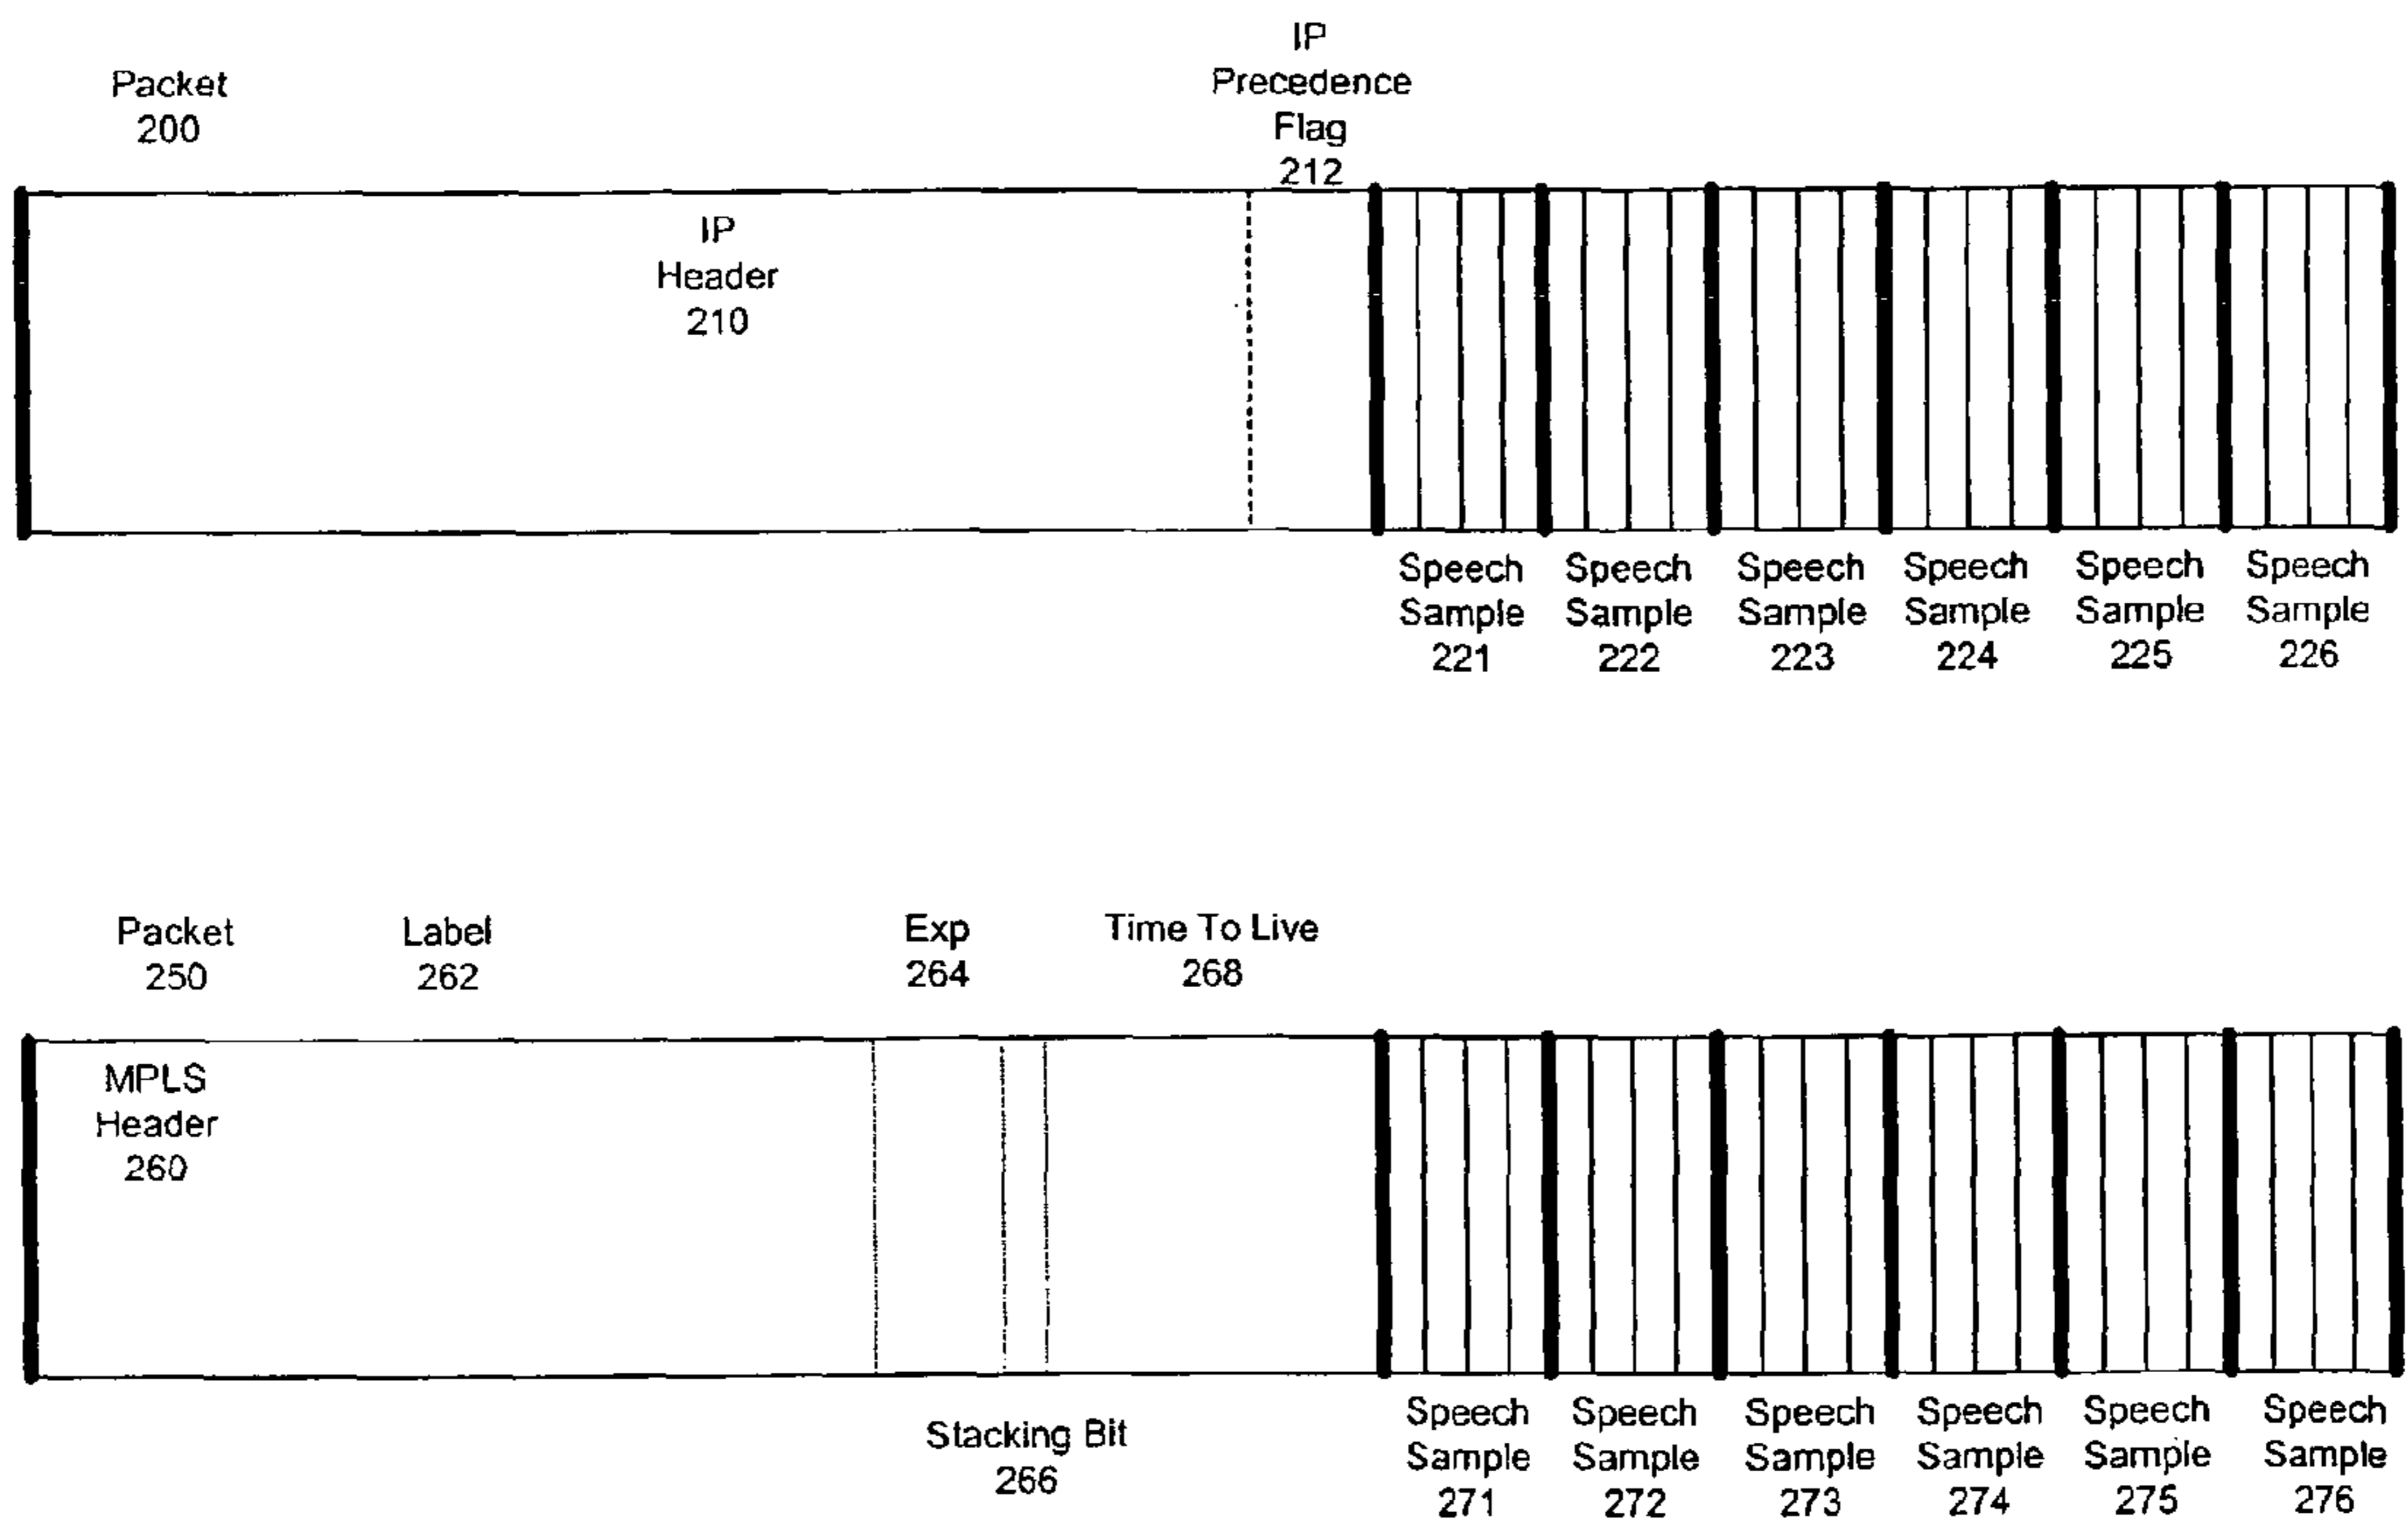 Packet
200
IP
Precedence
Flag
212
IP
Header
210
Speech
Sample
221
Speech
Sample
222
Speech
Sample
223
Speech
Sample
224
Speech
Sample
225
Speech
Sample
226
Packet
250
Label
262
Exp
264
Time To Live
268
MPLS
Header
260
Stacking Bit
266
Speech
Sample
271
Speech
Sample
272
Speech
Sample
273
Speech
Sample
274
Speech
Sample
275
Speech
Sample
276